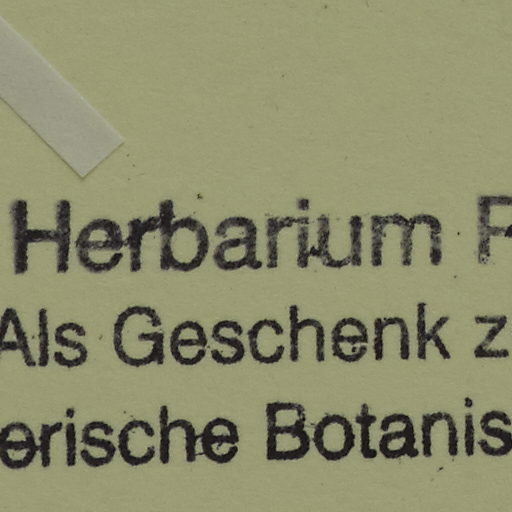 Herbarium
Als Geschenk z
erische Botanis